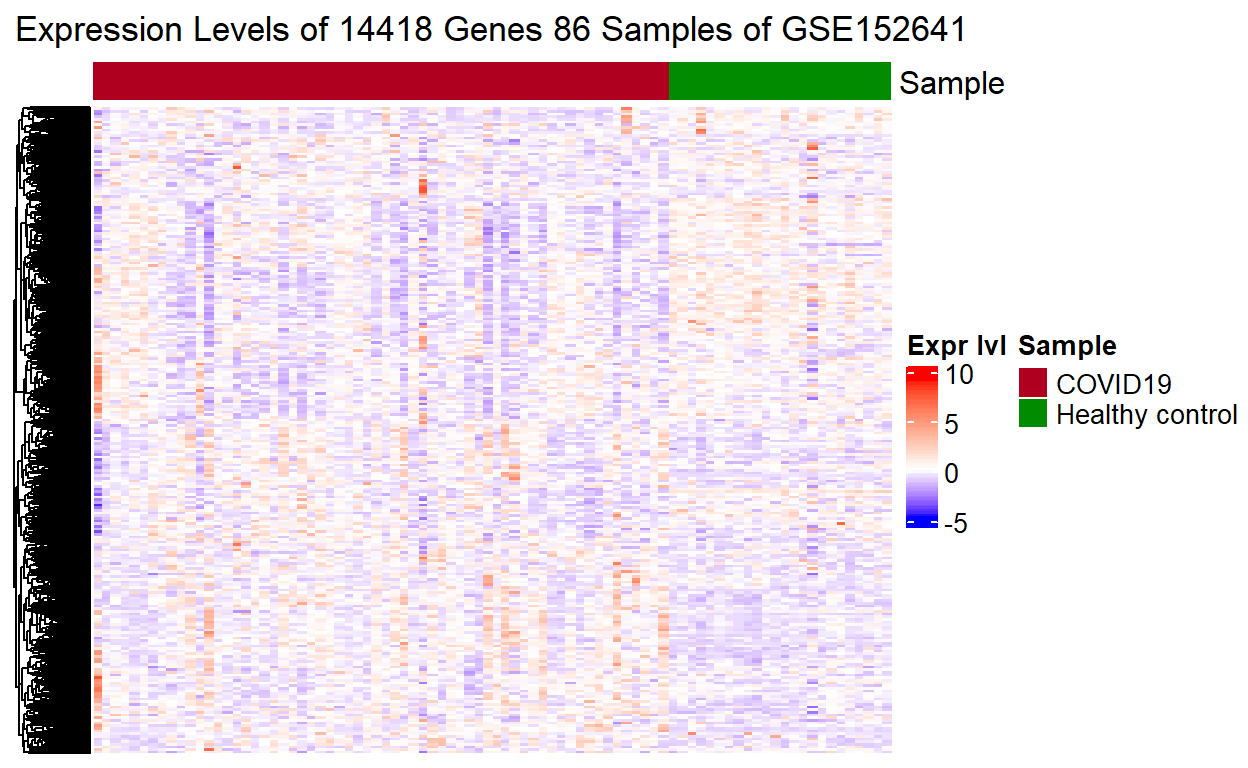 Expression Levels of 14418 Genes 86 Samples of GSE152641
Sample
Expr lvl Sample
10
5
0
-5
COVID19
Healthy control